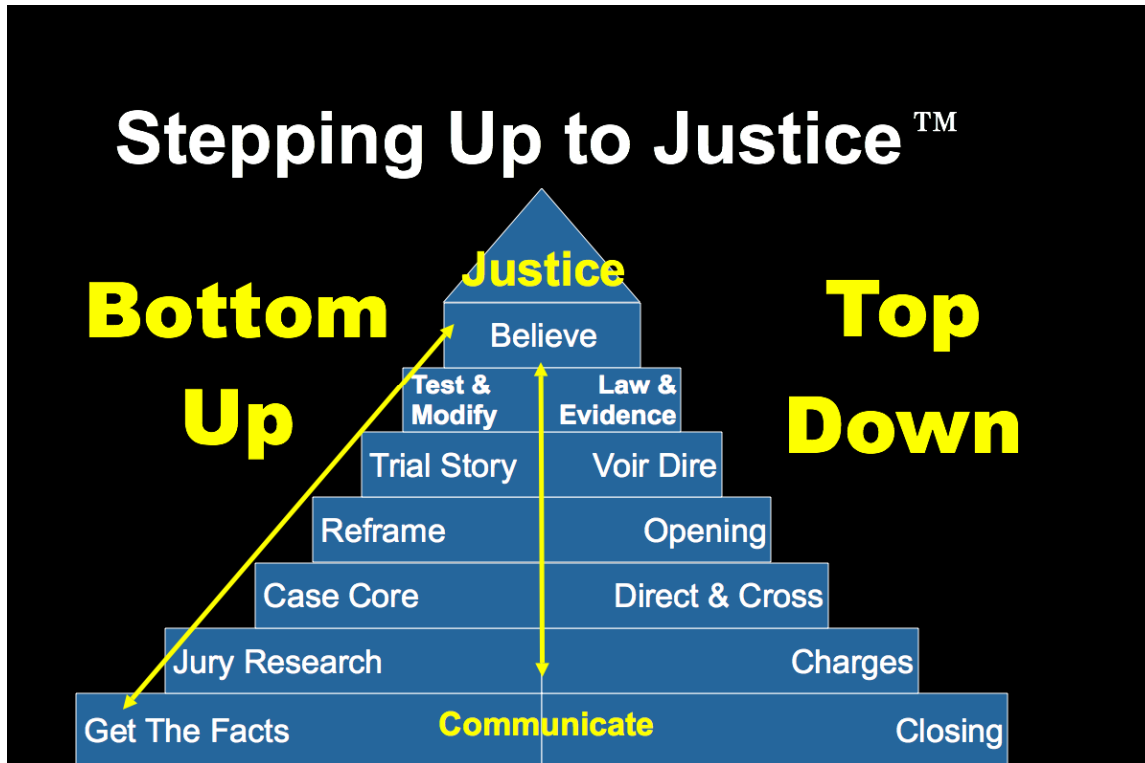 Stepping Up to Justice™
Justice
Bottom
Up
Top
Down
Believe
Test &
Modify
Law &
Evidence
Trial Story
Voir Dire
Reframe
Opening
Case Core
Direct & Cross
Jury Research
Charges
Get The Facts
Communicate
Closing